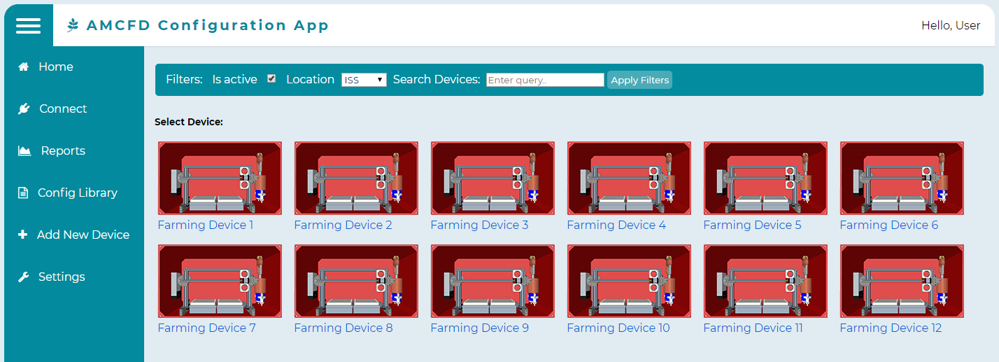 AMCFD Configuration App
Hello, User
Home
Connect
Reports
Config Library
Add New Device
Settings
Filters: Is active Location ISS Search Devices: Enter query.. Apply Filters
Select Device:
Farming Device 1 Farming Device 2 Farming Device 3 Farming Device 4 Farming Device 5 Farming Device 6
Farming Device 7 Farming Device 8 Farming Device 9 Farming Device 10 Farming Device 11 Farming Device 12